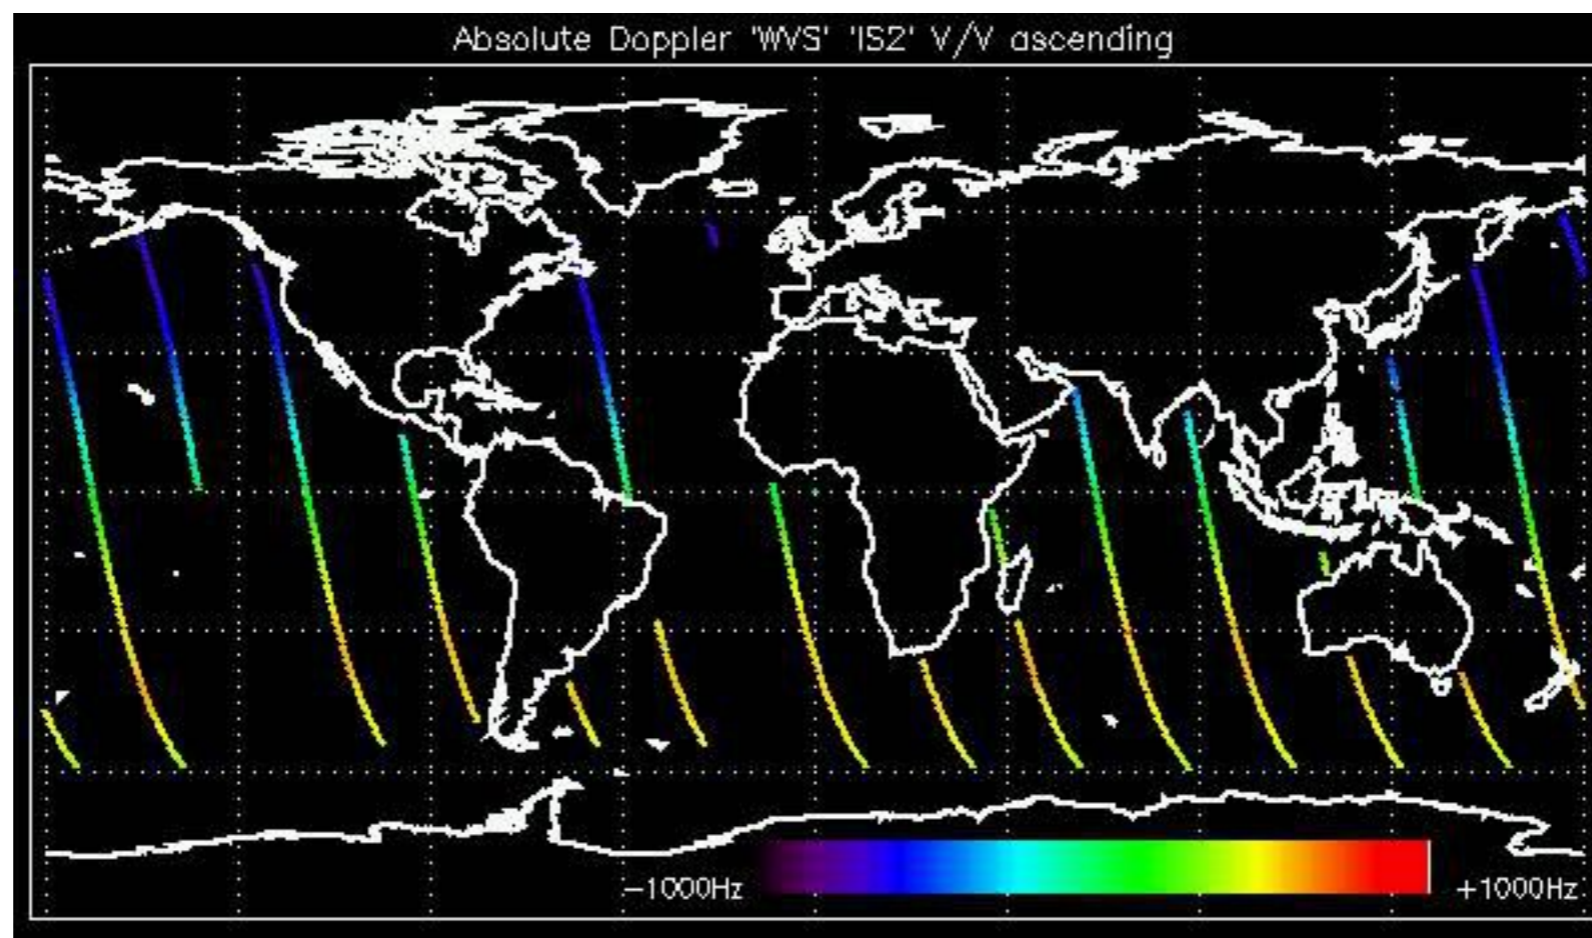 Absolute Doppler 'WVS' 'IS2' V/V ascending
-1000Hz +1000Hz